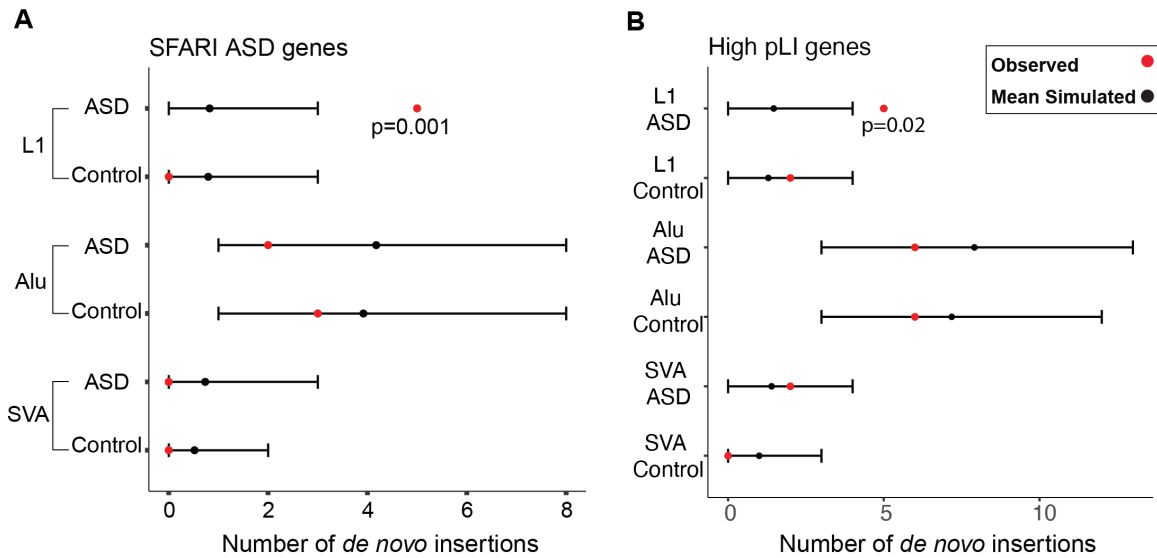 A
SFARI ASD genes
L1
ASD
p=0.001
Control
Alu
ASD
Control
SVA
ASD
Control
0 2 4 6 8
Number of de novo insertions
B
High pLI genes
Observed
Mean Simulated
L1
ASD
p=0.02
L1
Control
Alu
ASD
Alu
Control
SVA
ASD
SVA
Control
0 5 10
Number of de novo insertions